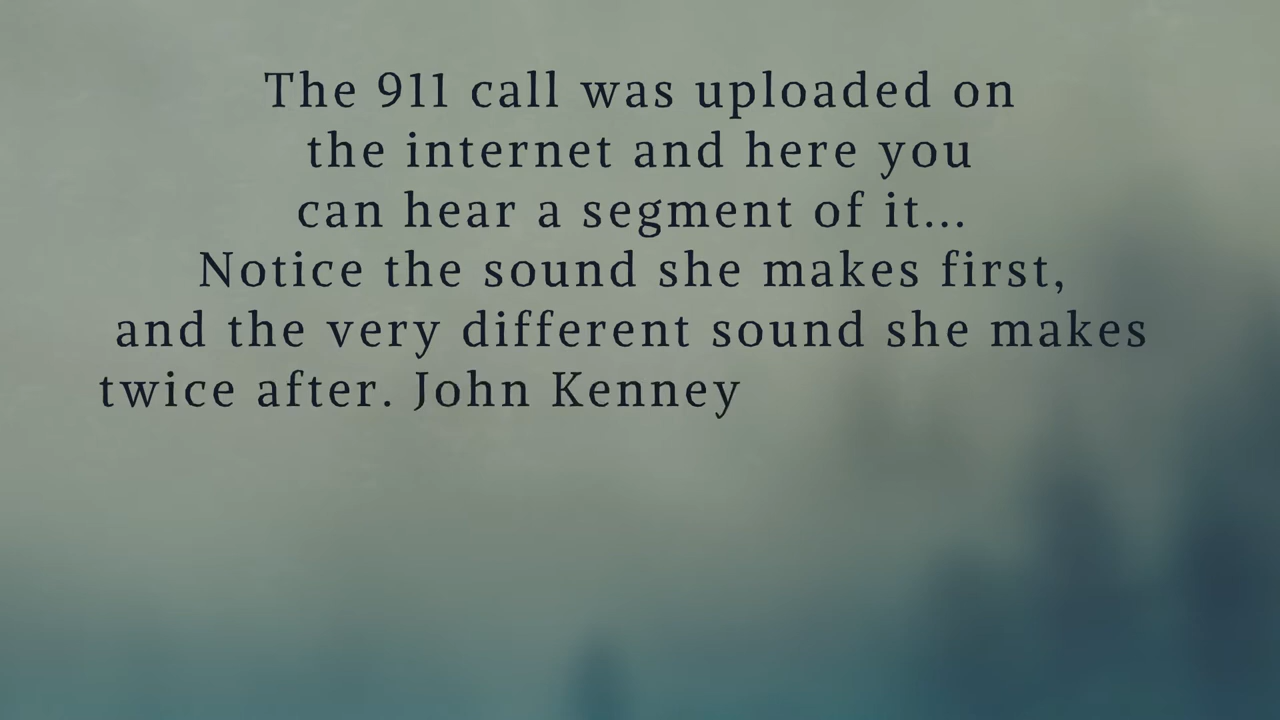 The 911 call was uploaded on
the internet and here you
can hear a segment of it...
Notice the sound she makes first,
and the very different sound she makes
twice after. John Kenney